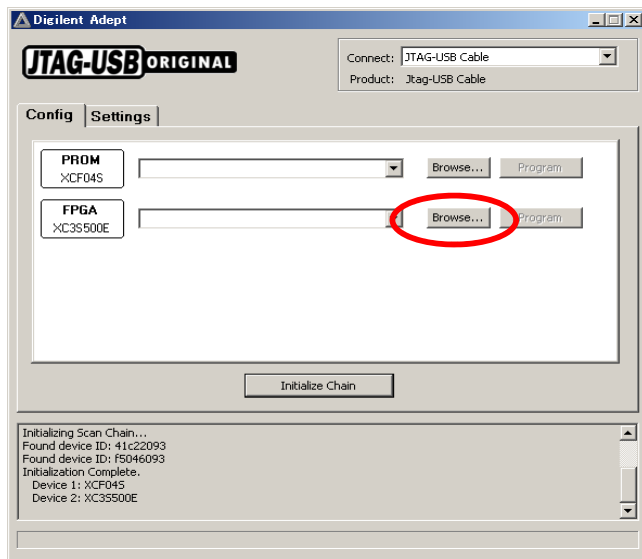 Digilent Adept
JTAG-USB ORIGINAL
Connect: JTAG-USB Cable
Product: Jtag-USB Cable
Config Settings
PROM
XCF04S
Browse... Program
FPGA
XC3S500E
Browse... Program
Initialize Chain
Initializing Scan Chain...
Found device ID: 41c22093
Found device ID: f5046093
Initialization Complete.
Device 1: XCF04S
Device 2: XC3S500E